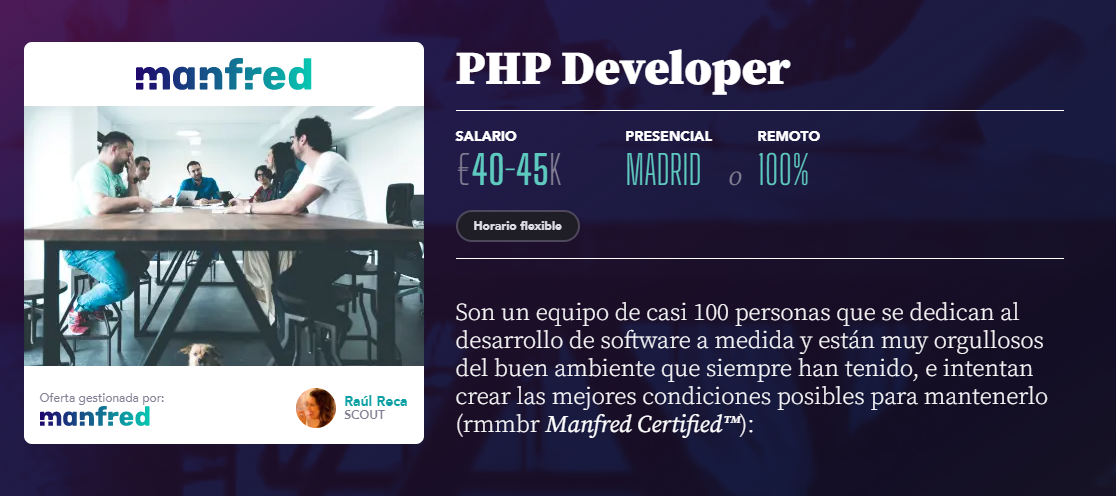 manfred
Oferta gestionada por:
manfred
Raúl Roca
SCOUT
PHP Developer
SALARIO PRESENCIAL REMOTO
€40-45K MADRID o 100%
Horario flexible
Son un equipo de casi 100 personas que se dedican al
desarrollo de software a medida y están muy orgullosos
del buen ambiente que siempre han tenido, e intentan
crear las mejores condiciones posibles para mantenerlo
(rmmbr Manfred Certified™):